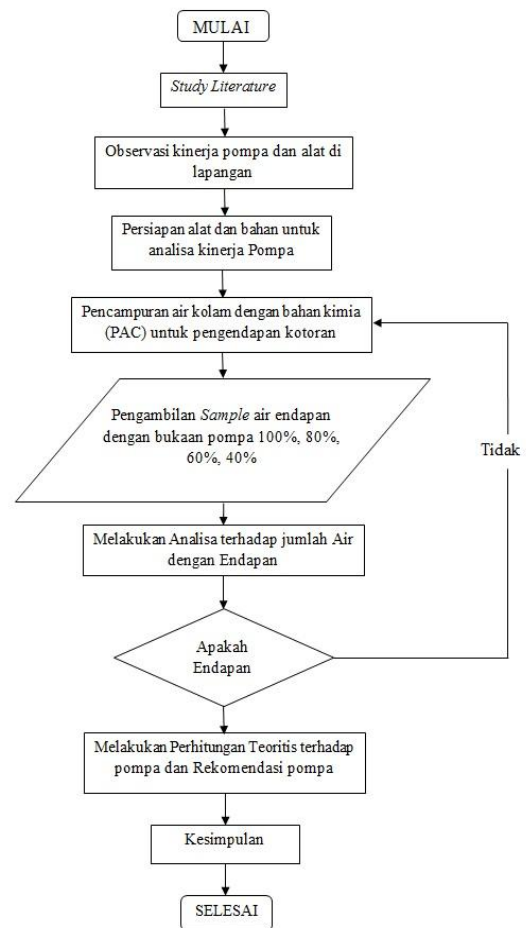 MULAI
Study Literature
Observasi kinerja pompa dan alat di
lapangan
Persiapan alat dan bahan untuk
analisa kinerja Pompa
Pencampuran air kolam dengan bahan kimia
(PAC) untuk pengendapan kotoran
Pengambilan Sample air endapan
dengan bukaan pompa 100%, 80%,
60%, 40%
Tidak
Melakukan Analisa terhadap jumlah Air
dengan Endapan
Apakah
Endapan
Melakukan Perhitungan Teoritis terhadap
pompa dan Rekomendasi pompa
Kesimpulan
SELESAI